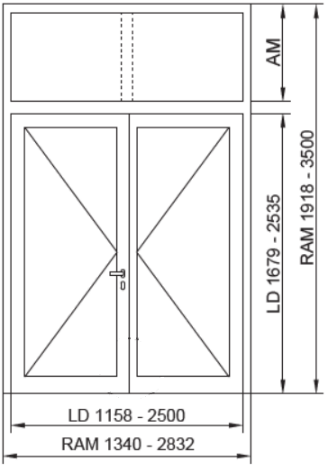 AM
LD 1679 - 2535
RAM 1918 - 3500
LD 1158 - 2500
RAM 1340 - 2832